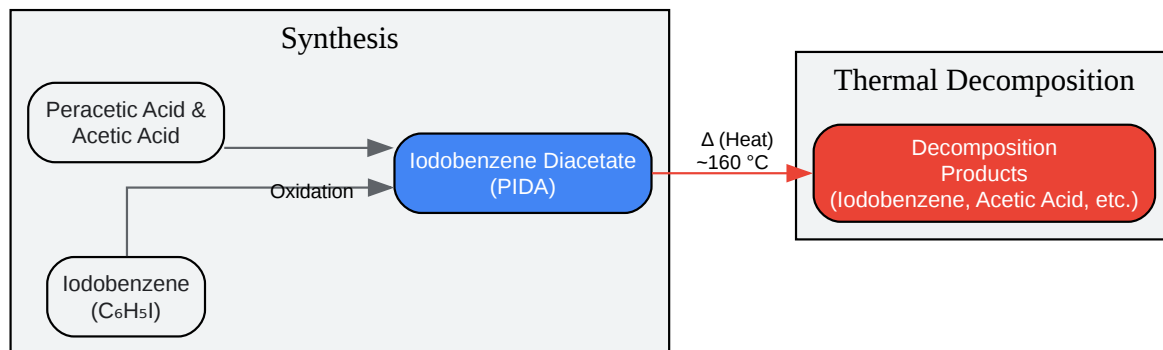 Synthesis
Peracetic Acid &
Acetic Acid
Oxidation
Iodobenzene
(C₆H₅I)
Iodobenzene Diacetate
(PIDA)
Δ (Heat)
~160 °C
Thermal Decomposition
Decomposition
Products
(Iodobenzene, Acetic Acid, etc.)